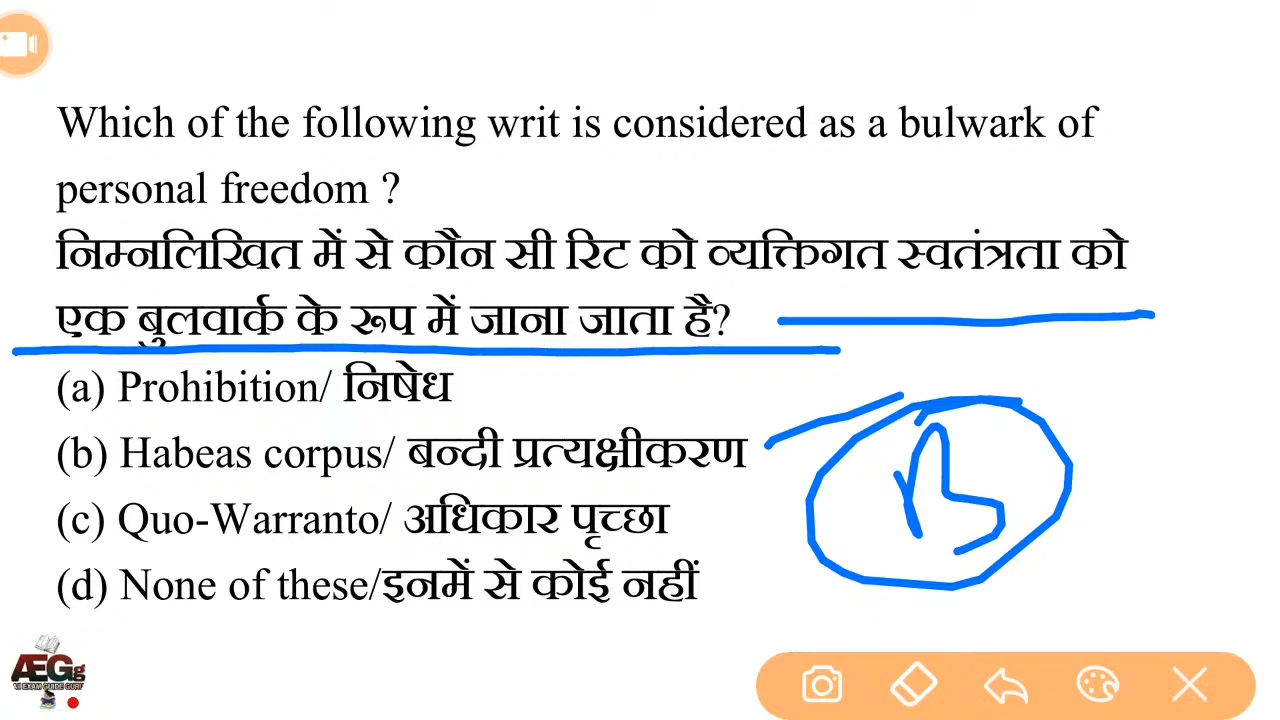 Which of the following writ is considered as a bulwark of
personal freedom ?
निम्नलिखित में से कौन सी रिट को व्यक्तिगत स्वतंत्रता को
एक बुलवार्क के रूप में जाना जाता है?
(a) Prohibition/ निषेध
(b) Habeas corpus/ बन्दी प्रत्यक्षीकरण
(c) Quo-Warranto/ अधिकार पृच्छा
(d) None of these/इनमें से कोई नहीं
B
ÆGg